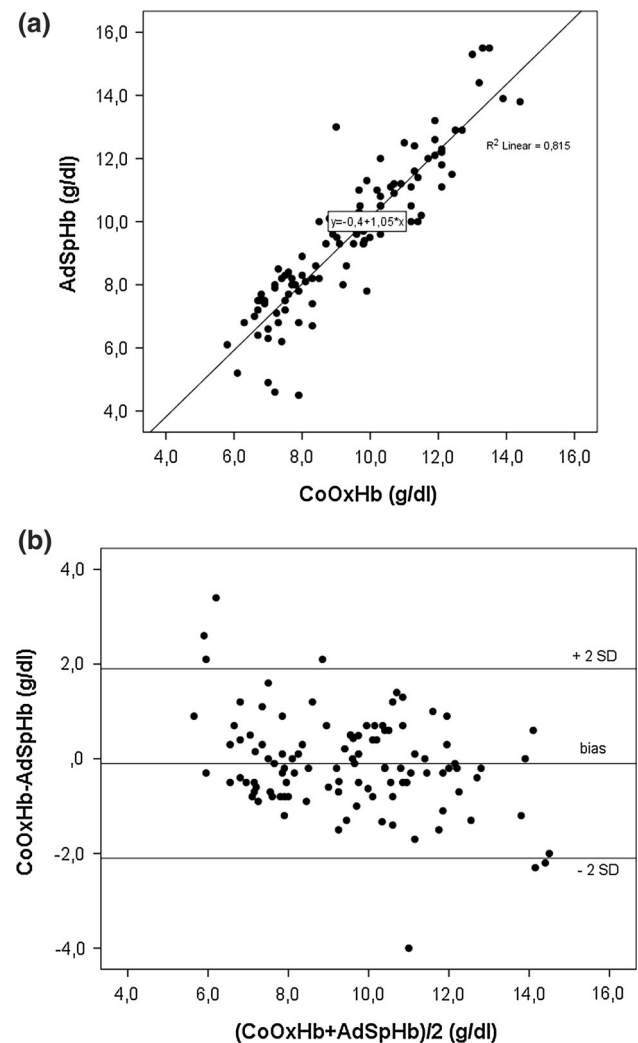 (a)
16,0
14,0
12,0
10,0
8,0
6,0
4,0
AdSpHb (g/dl)
R² Linear = 0,815
y=-0,4+1,05*x
4,0 6,0 8,0 10,0 12,0 14,0 16,0
CoOxHb (g/dl)
(b)
4,0
2,0
,0
-2,0
-4,0
CoOxHb-AdSpHb (g/dl)
+ 2 SD
bias
- 2 SD
4,0 6,0 8,0 10,0 12,0 14,0 16,0
(CoOxHb+AdSpHb)/2 (g/dl)